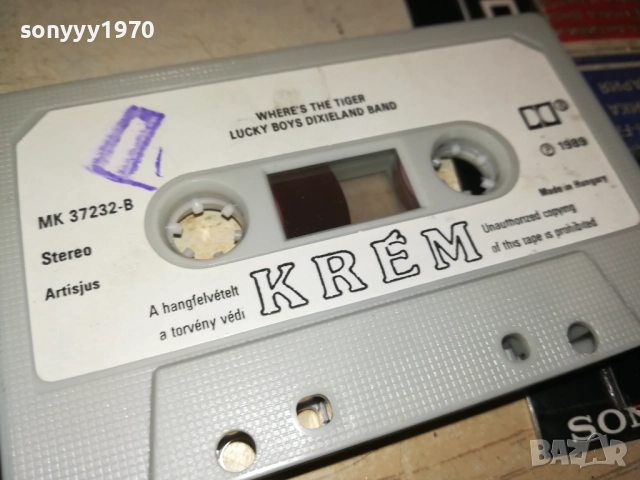 sonyyy1970
WHERE'S THE TIGER
LUCKY BOYS DIXIELAND BAND
℗ 1989
MK 37232-B
Stereo
Artisjus
Made in Hungary
A hangfelvételt
a törvény védi
KRÉM
Unauthorized copying
of this tape is prohibited
SON
BAZAR